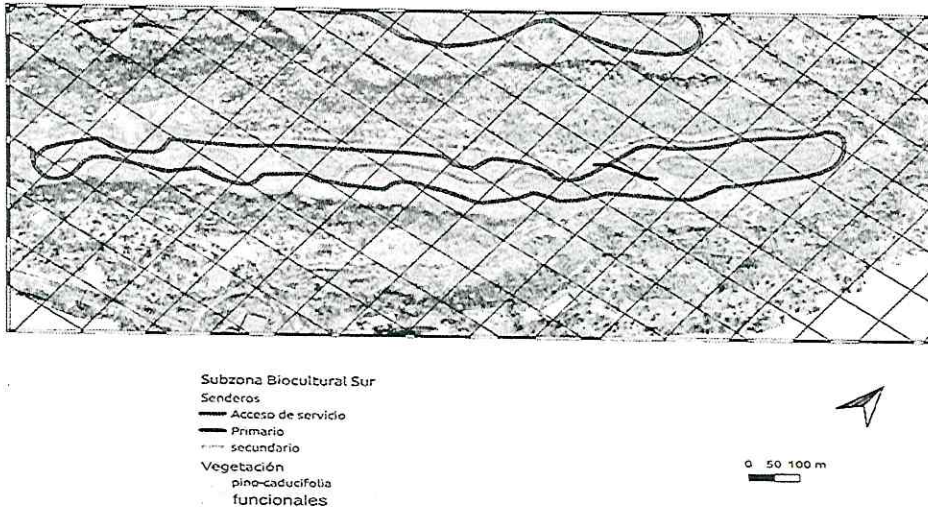 Subzona Biocultural Sur
Senderos
Acceso de servicio
Primario
secundario
Vegetación
pino-caducifolia
funcionales
0 50 100 m